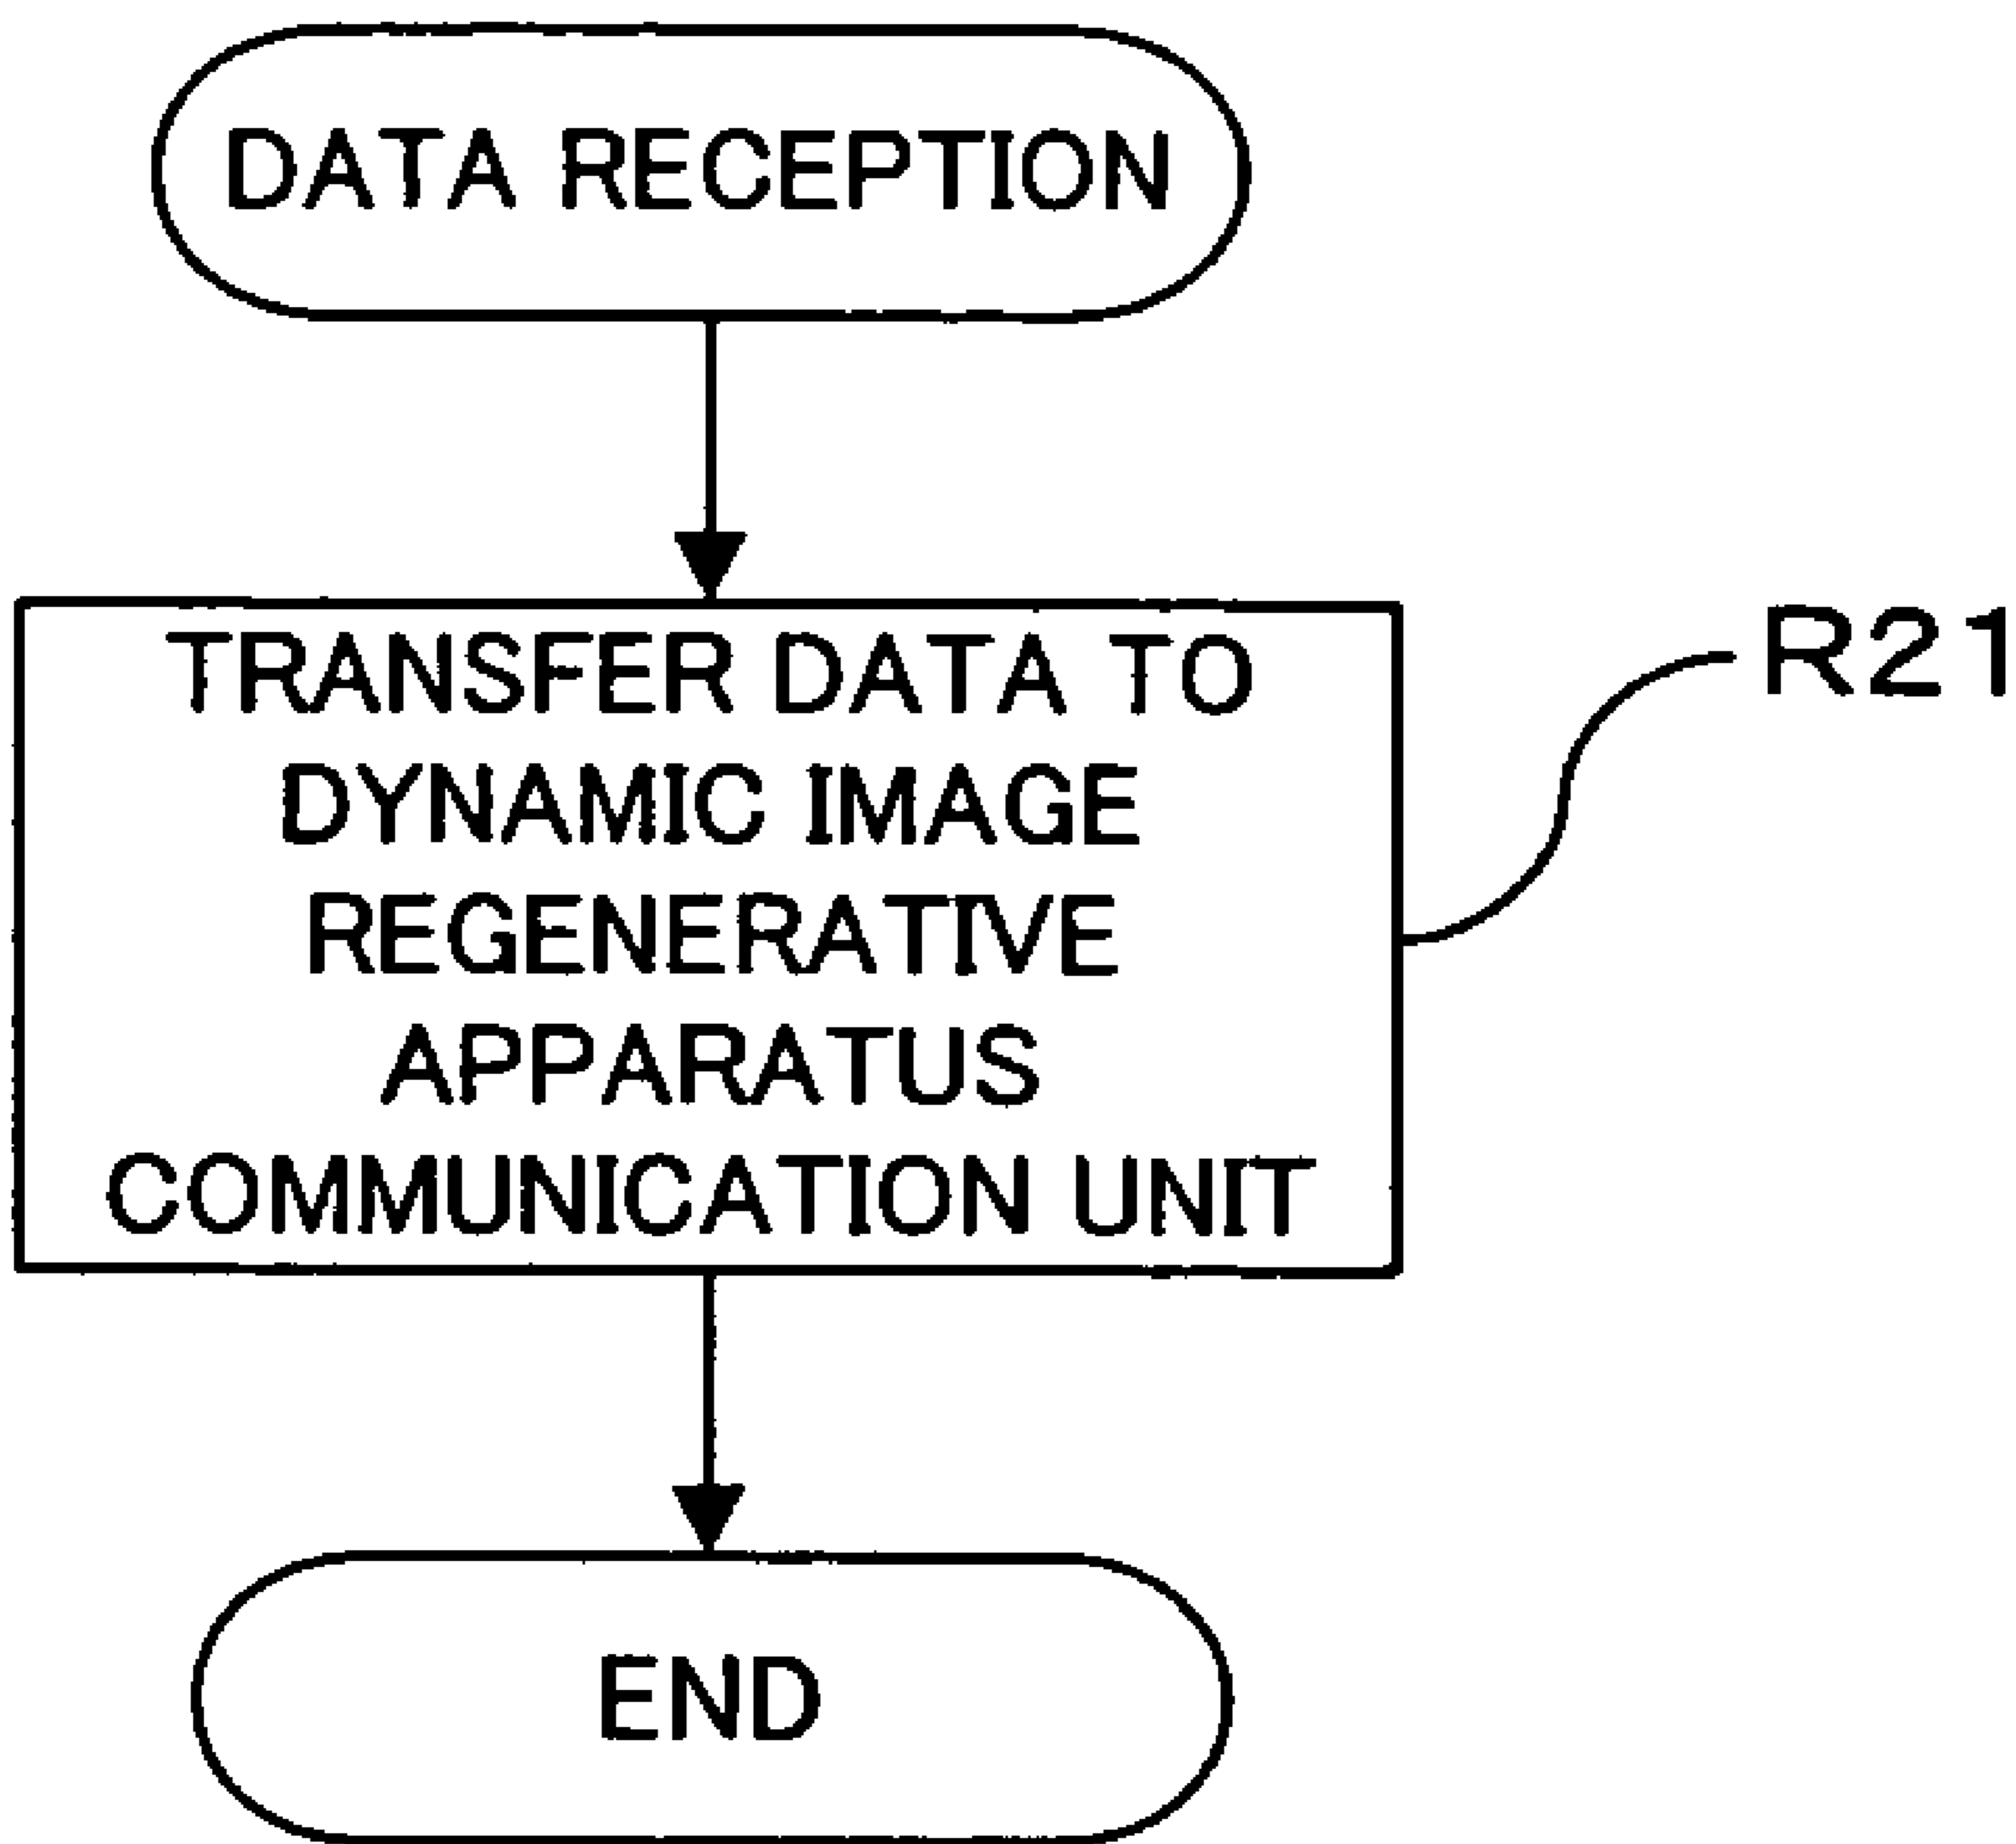 DATA RECEPTION
TRANSFER DATA TO
DYNAMIC IMAGE
REGENERATIVE
APPARATUS
COMMUNICATION UNIT
R21
END